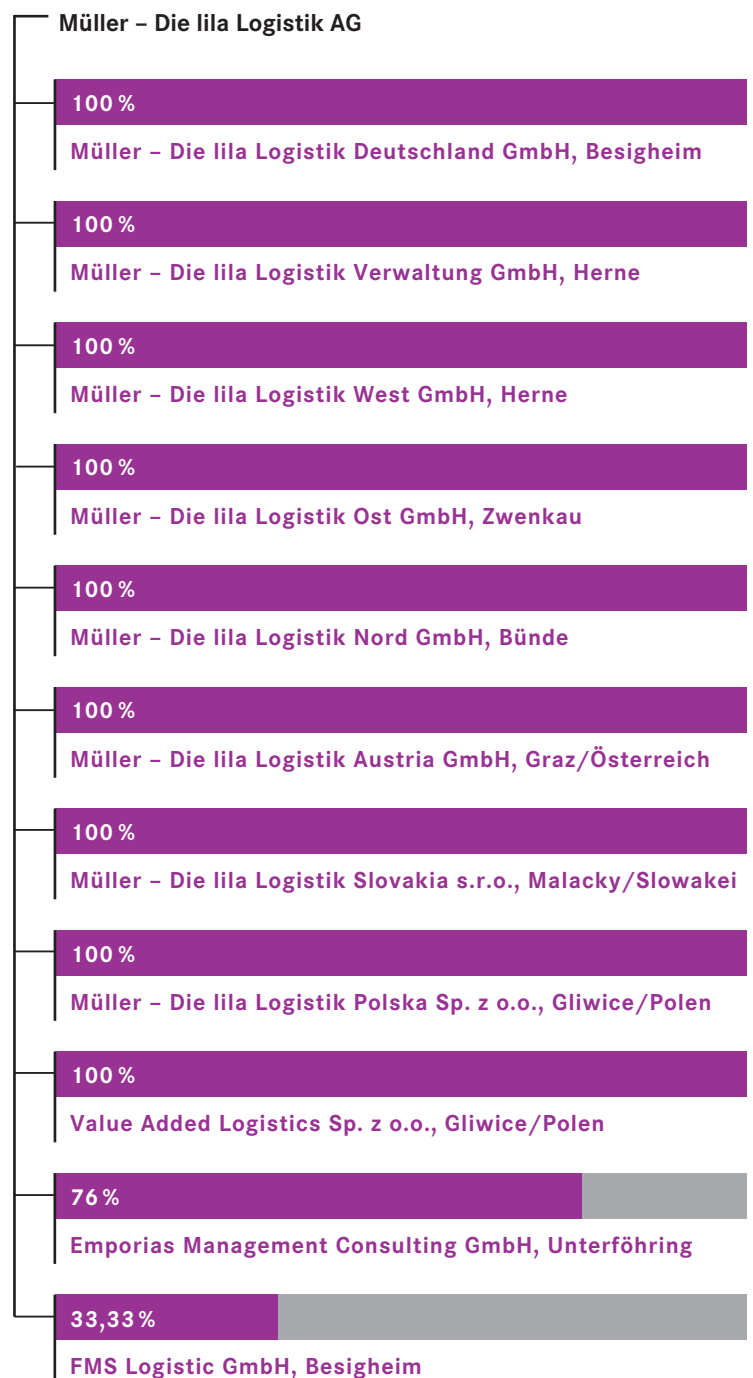 Müller – Die lila Logistik AG
100 %
Müller – Die lila Logistik Deutschland GmbH, Besigheim
100 %
Müller – Die lila Logistik Verwaltung GmbH, Herne
100 %
Müller – Die lila Logistik West GmbH, Herne
100 %
Müller – Die lila Logistik Ost GmbH, Zwenkau
100 %
Müller – Die lila Logistik Nord GmbH, Bünde
100 %
Müller – Die lila Logistik Austria GmbH, Graz/Österreich
100 %
Müller – Die lila Logistik Slovakia s.r.o., Malacky/Slowakei
100 %
Müller – Die lila Logistik Polska Sp. z o.o., Gliwice/Polen
100 %
Value Added Logistics Sp. z o.o., Gliwice/Polen
76 %
Emporias Management Consulting GmbH, Unterföhring
33,33 %
FMS Logistic GmbH, Besigheim